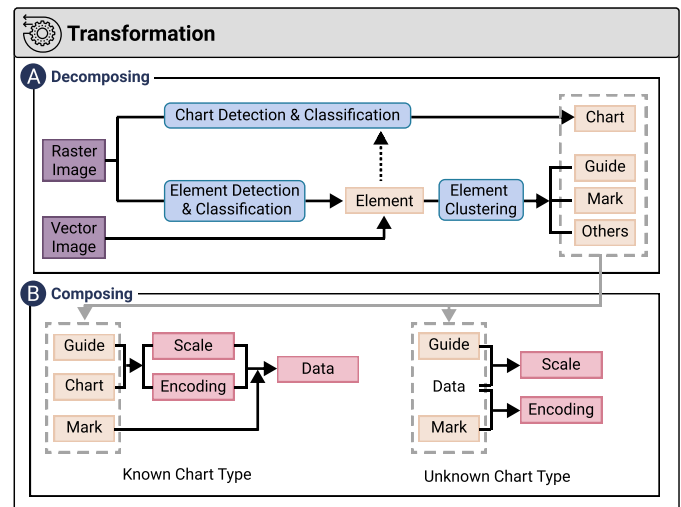 Transformation
A Decomposing
Chart Detection & Classification
Chart
Raster
Image
Element Detection
& Classification
Element
Element
Clustering
Guide
Mark
Others
Vector
Image
B Composing
Guide
Chart
Mark
Scale
Encoding
Data
Known Chart Type
Guide
Data
Mark
Scale
Encoding
Unknown Chart Type